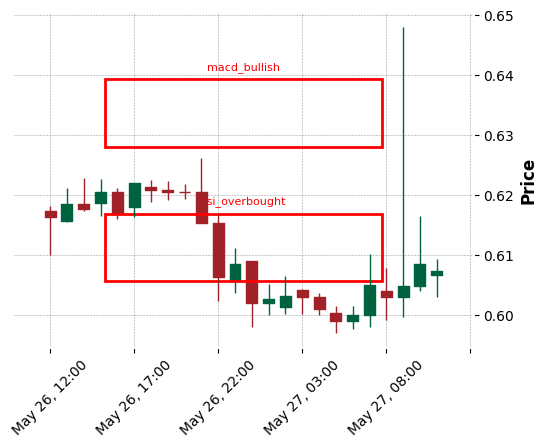 0.65
0.64
macd_bullish
0.63
0.62
si_overbought
0.61
0.60
Price
May 26, 12:00
May 26, 17:00
May 26, 22:00
May 27, 03:00
May 27, 08:00